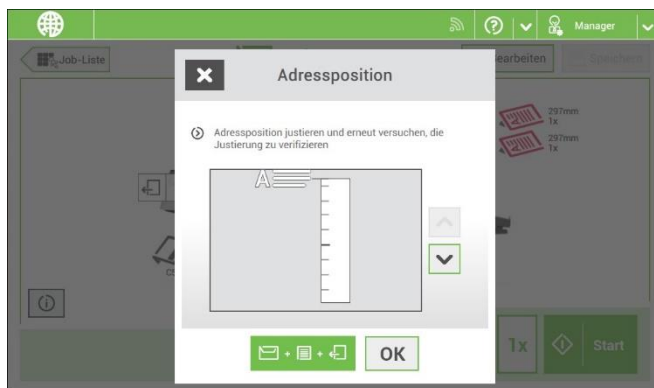 Manager
Job-Liste
earbeiten
Speichern
Adressposition
Adressposition justieren und erneut versuchen, die
Justierung zu verifizieren
A
297mm
1x
297mm
1x
OK
1x
Start